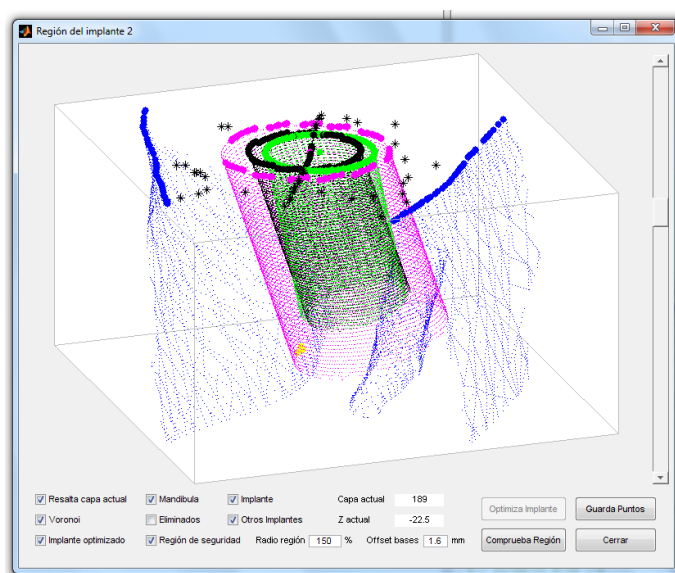 Región del implante 2
Resalta capa actual Mandíbula Implante Capa actual 189
Optimiza Implante Guarda Puntos
Voronoi Eliminados Otros Implantes Z actual -22.5
Implante optimizado Región de seguridad Radio región 150 % Offset bases 1.6 mm
Comprueba Región Cerrar